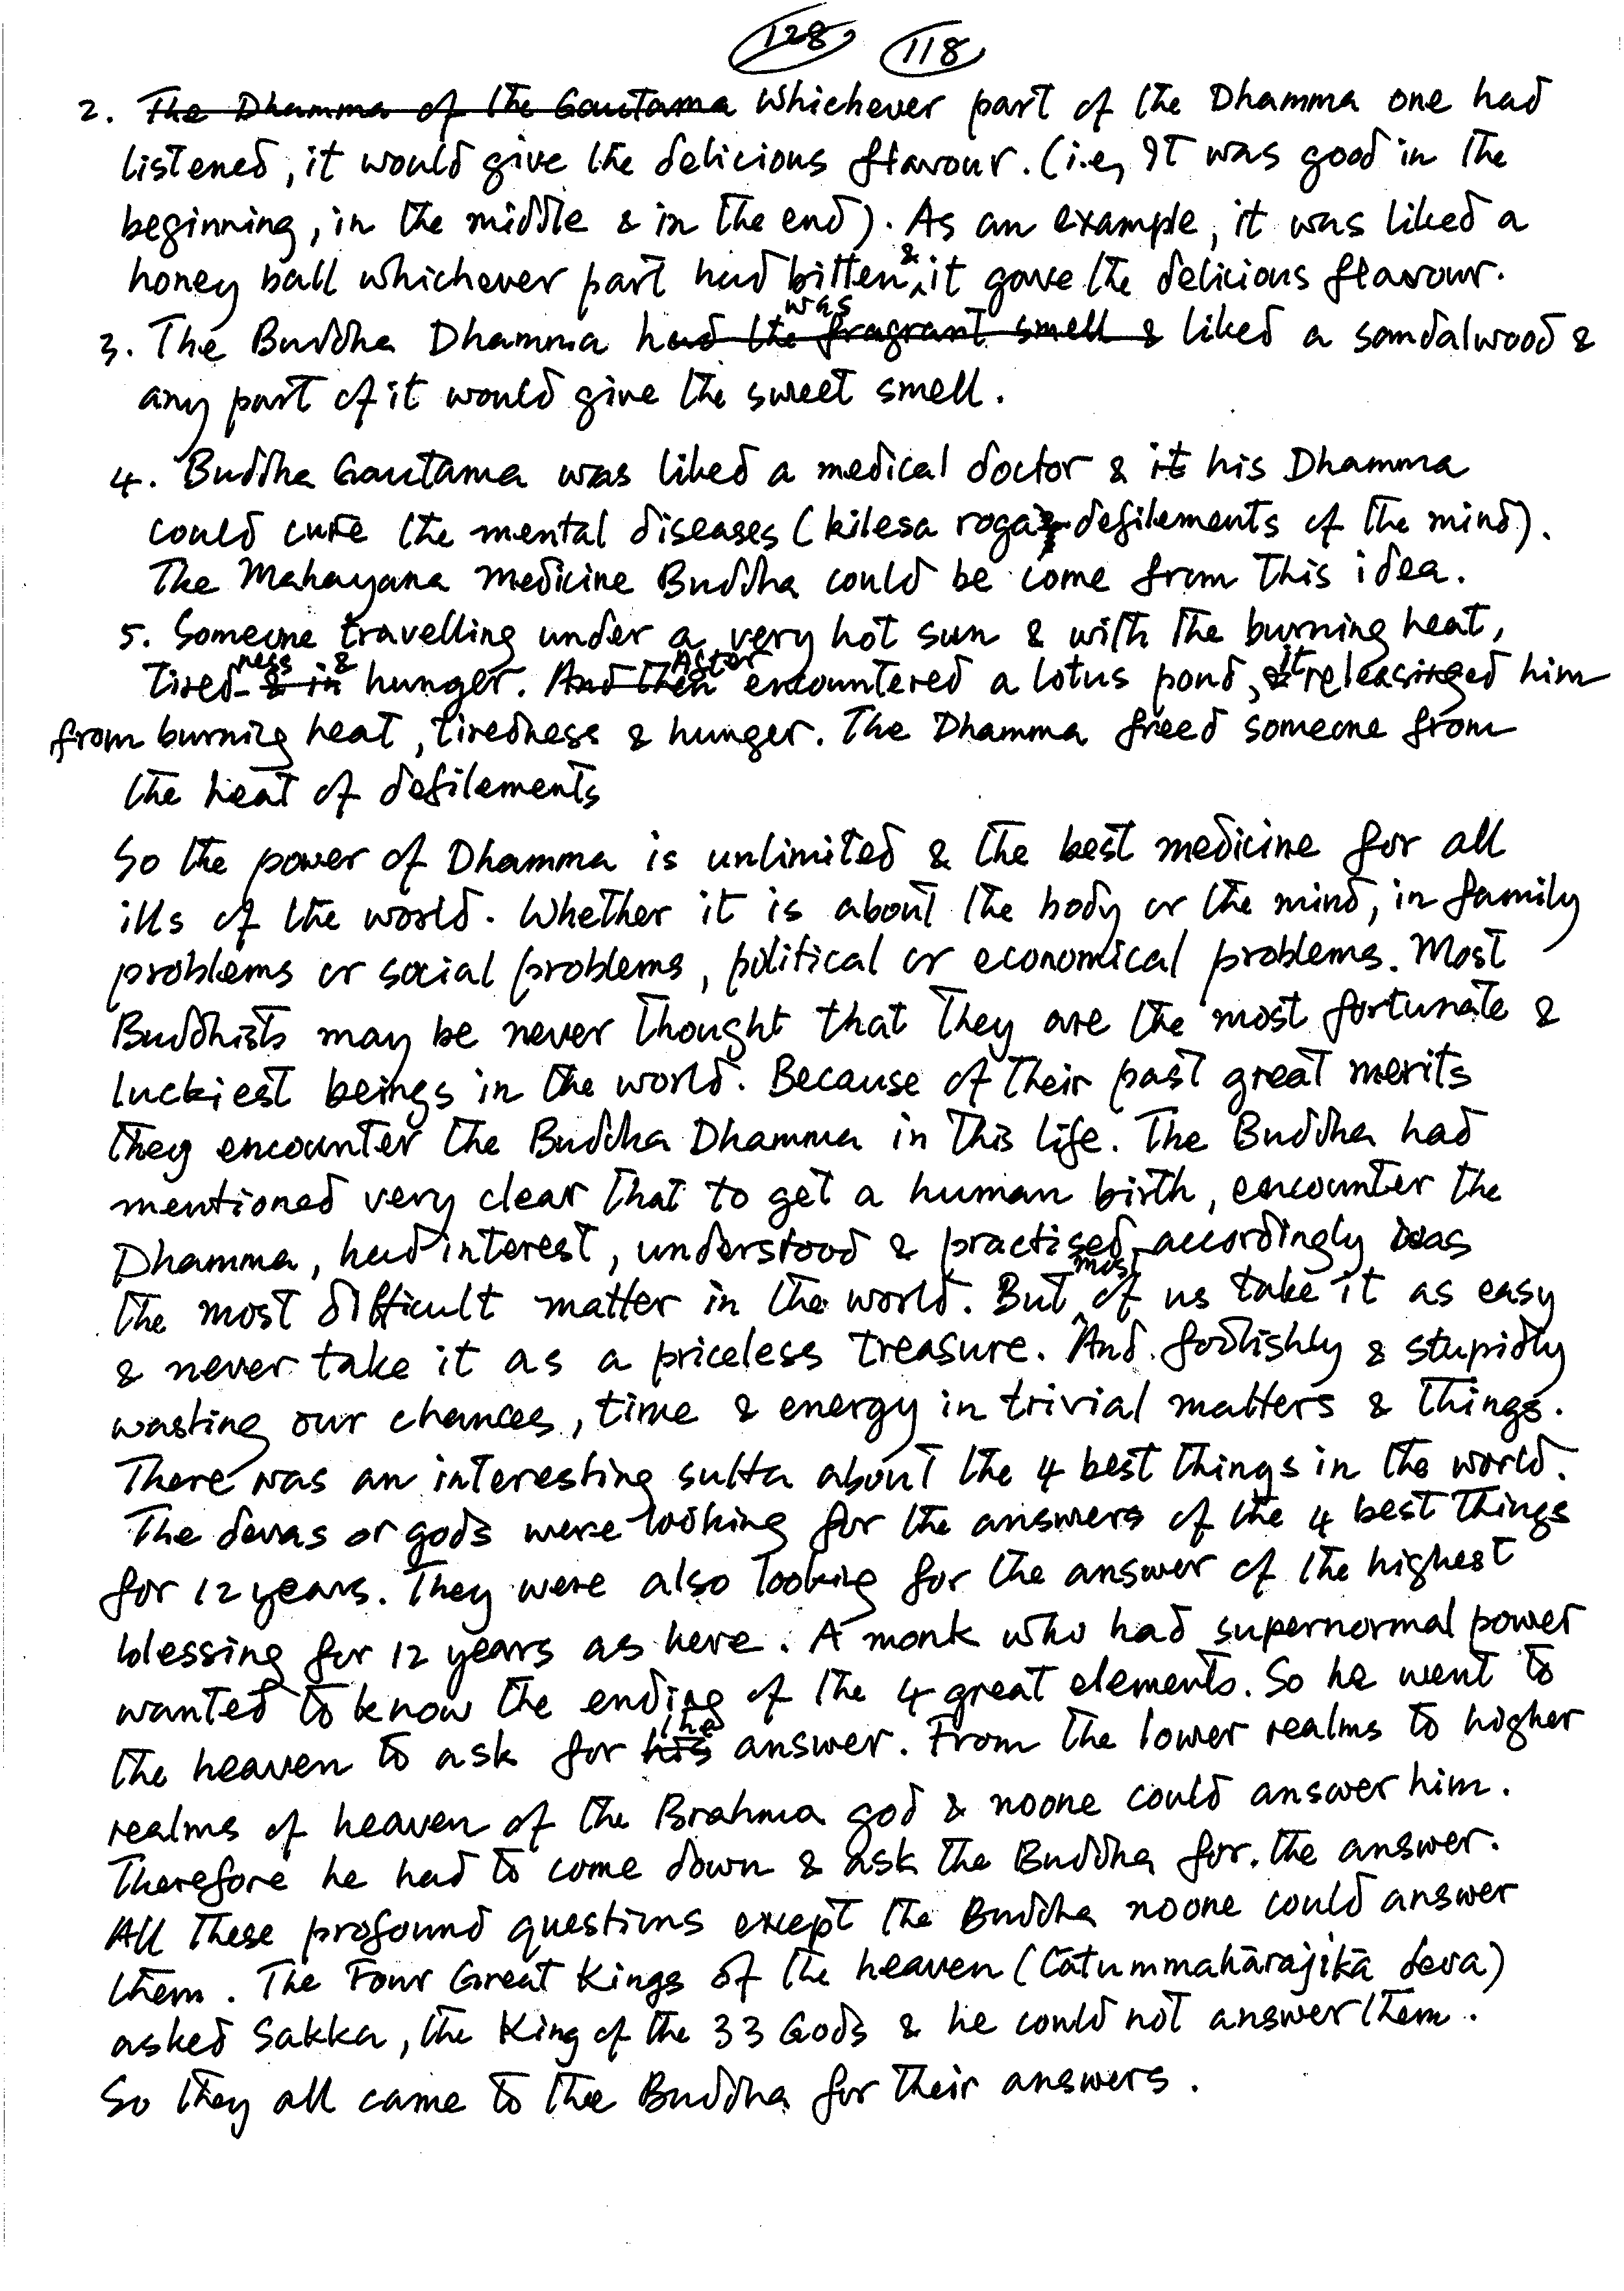 128 118
2. The Dhamma of the Gautama Whichever part of the Dhamma one had
listened, it would give the delicious flavour. (i.e, It was good in the
beginning, in the middle & in the end). As an example, it was liked a
honey ball whichever part had bitten & it gave the delicious flavour.
3. The Buddha Dhamma had the fragrant smell & was liked a sandalwood &
any part of it would give the sweet smell.
4. Buddha Gautama was liked a medical doctor & it his Dhamma
could cure the mental diseases (kilesa roga - defilements of the mind).
The Mahayana Medicine Buddha could be come from this idea.
5. Someone travelling under a very hot sun & with the burning heat,
tiredness & in & hunger. And then After encountered a lotus pond, it releasinged him
from burning heat, tiredness & hunger. The Dhamma freed someone from
the heat of defilements
So the power of Dhamma is unlimited & the best medicine for all
ills of the world. Whether it is about the body or the mind, in family
problems or social problems, political or economical problems. Most
Buddhists may be never thought that they are the most fortunate &
luckiest beings in the world. Because of their past great merits
they encounter the Buddha Dhamma in this life. The Buddha had
mentioned very clear that to get a human birth, encounter the
Dhamma, had interest, understood & practised accordingly was
the most difficult matter in the world. But most of us take it as easy
& never take it as a priceless treasure. And foolishly & stupidly
wasting our chances, time & energy in trivial matters & things.
There was an interesting sutta about the 4 best things in the world.
The devas or gods were looking for the answers of the 4 best things
for 12 years. They were also looking for the answer of the highest
blessing for 12 years as here. A monk who had supernormal power
wanted to know the ending of the 4 great elements. So he went to
the heaven to ask for his the answer. From the lower realms to higher
realms of heaven of the Brahma god & noone could answer him.
Therefore he had to come down & ask the Buddha for the answer.
All these profound questions except the Buddha noone could answer
them. The Four Great Kings of the heaven (Cātummahārājikā deva)
asked Sakka, the King of the 33 Gods & he could not answer them.
So they all came to the Buddha for their answers.